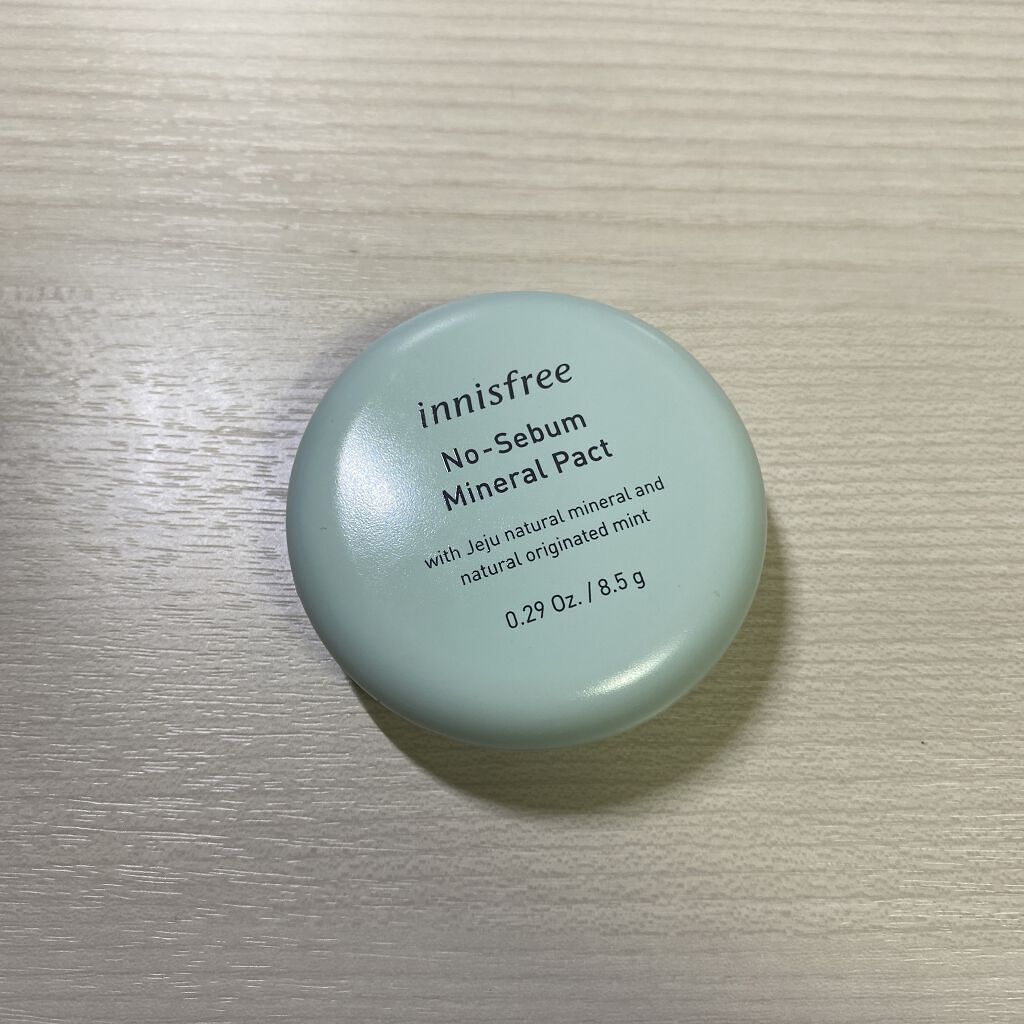 innisfree
No-Sebum
Mineral Pact
with Jeju natural mineral and
natural originated mint
0.29 Oz. / 8.5 g